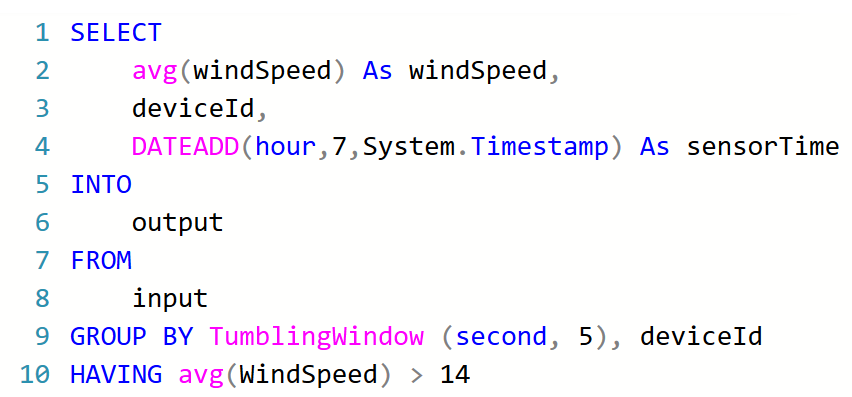 1 SELECT
2     avg(windSpeed) As windSpeed,
3     deviceId,
4     DATEADD(hour,7,System.Timestamp) As sensorTime
5 INTO
6     output
7 FROM
8     input
9 GROUP BY TumblingWindow (second, 5), deviceId
10 HAVING avg(WindSpeed) > 14